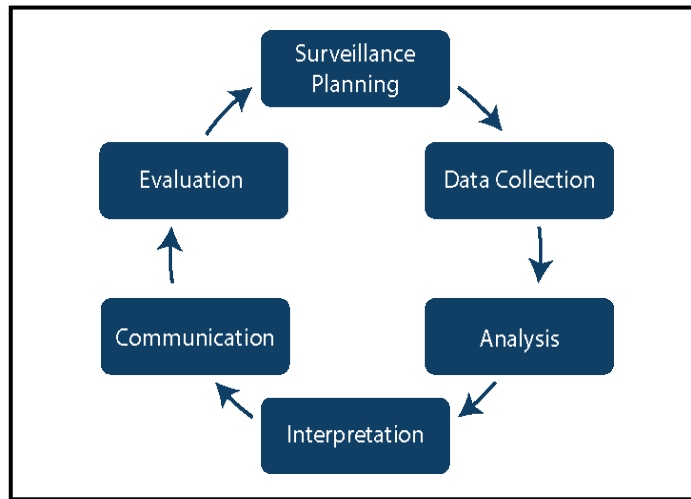 Surveillance
Planning
Data Collection
Analysis
Interpretation
Communication
Evaluation